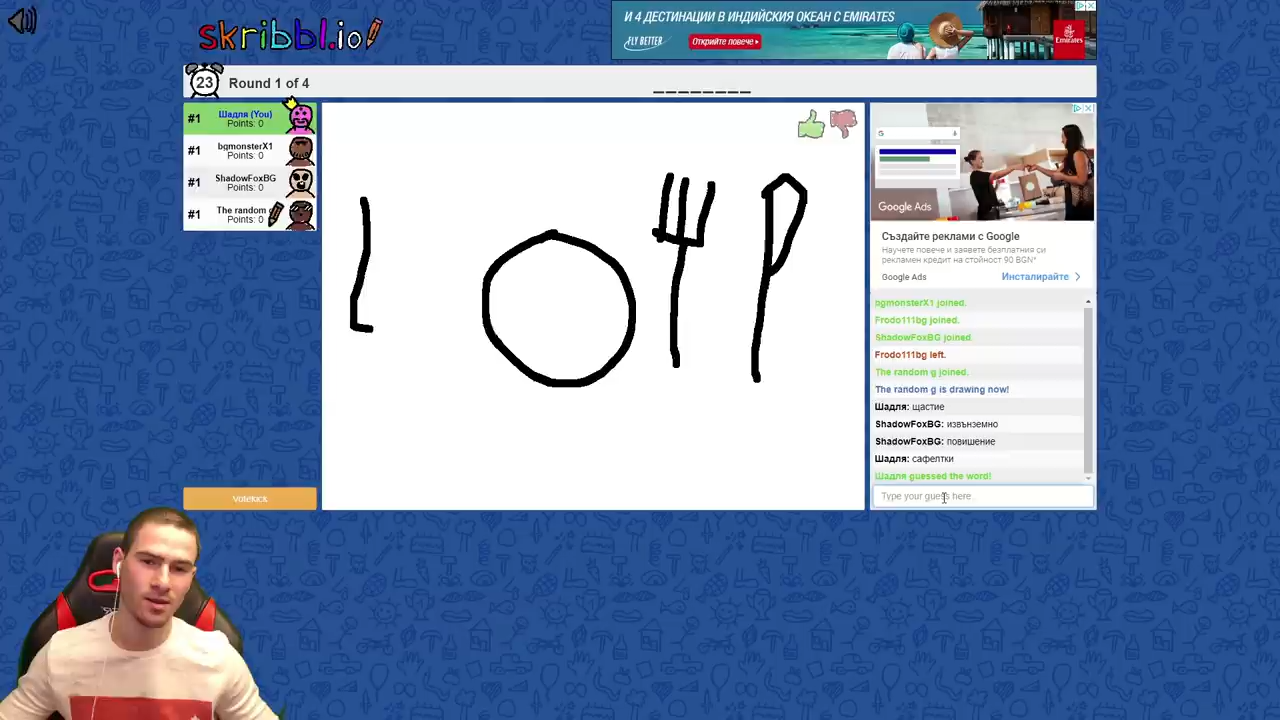 skribbl.io
И 4 ДЕСТИНАЦИИ В ИНДИЙСКИЯ ОКЕАН С EMIRATES
FLY BETTER
Открийте повече
Emirates
23
Round 1 of 4
________
#1
Шадля (You)
Points: 0
#1
bgmonsterX1
Points: 0
#1
ShadowFoxBG
Points: 0
#1
The random g
Points: 0
Votekick
Google Ads
Създайте реклами с Google
Научете повече и заявете безплатния си
рекламен кредит на стойност 90 BGN*
Google Ads
Инсталирайте
bgmonsterX1 joined.
Frodo111bg joined.
ShadowFoxBG joined.
Frodo111bg left.
The random g joined.
The random g is drawing now!
Шадля: щастие
ShadowFoxBG: извънземно
ShadowFoxBG: повишение
Шадля: сафелтки
Шадля guessed the word!
Type your guess here